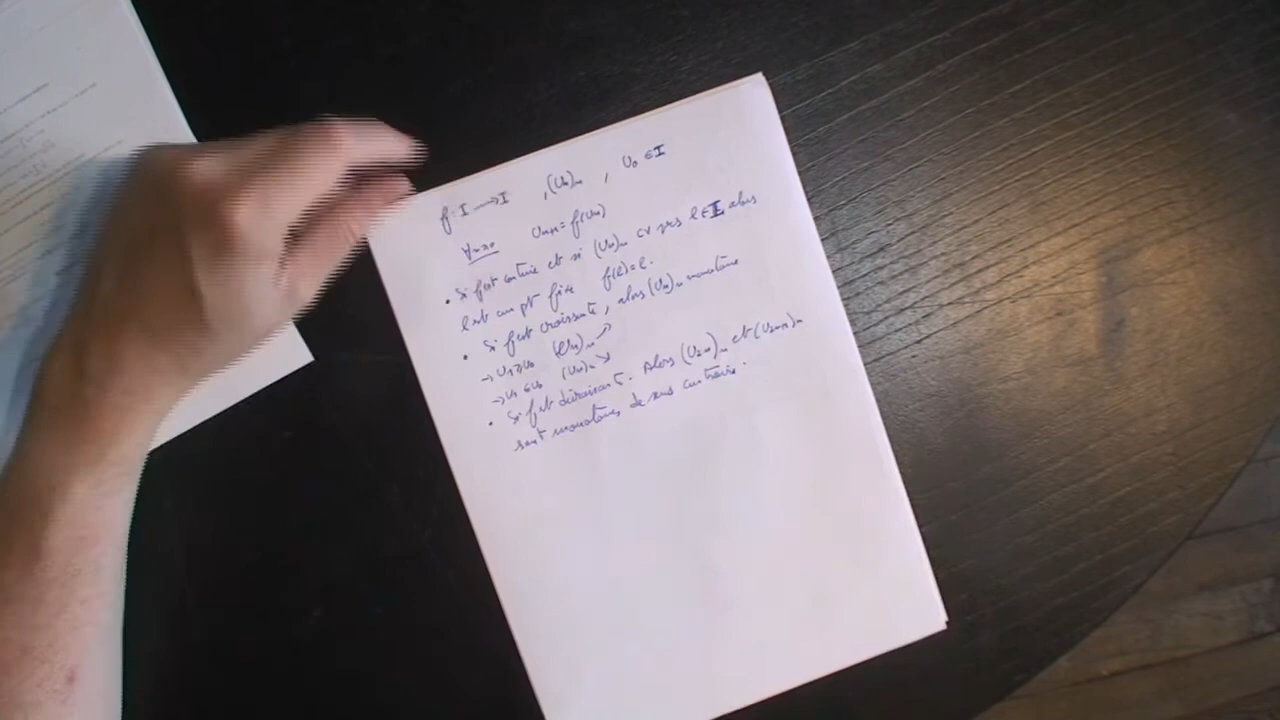 f : I → I , (Un)n , U0 ∈ I
∀n≥0 Un+1 = f(Un)
• Si f est continue et si (Un)n cv vers l ∈ I alors
l est un pt fixe f(l) = l.
• Si f est croissante, alors (Un)n monotone
→ U1 ≥ U0 (Un)n ↗
→ U1 ≤ U0 (Un)n ↘
• Si f est décroissante. Alors (U2n)n et (U2n+1)n
sont monotones de sens contraire.